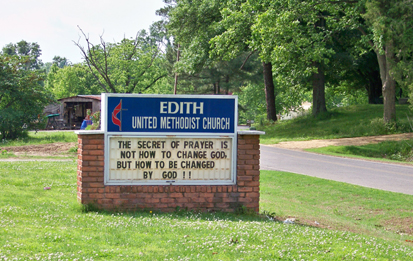 EDITH
UNITED METHODIST CHURCH
THE SECRET OF PRAYER IS
NOT HOW TO CHANGE GOD,
BUT HOW TO BE CHANGED
BY GOD !!